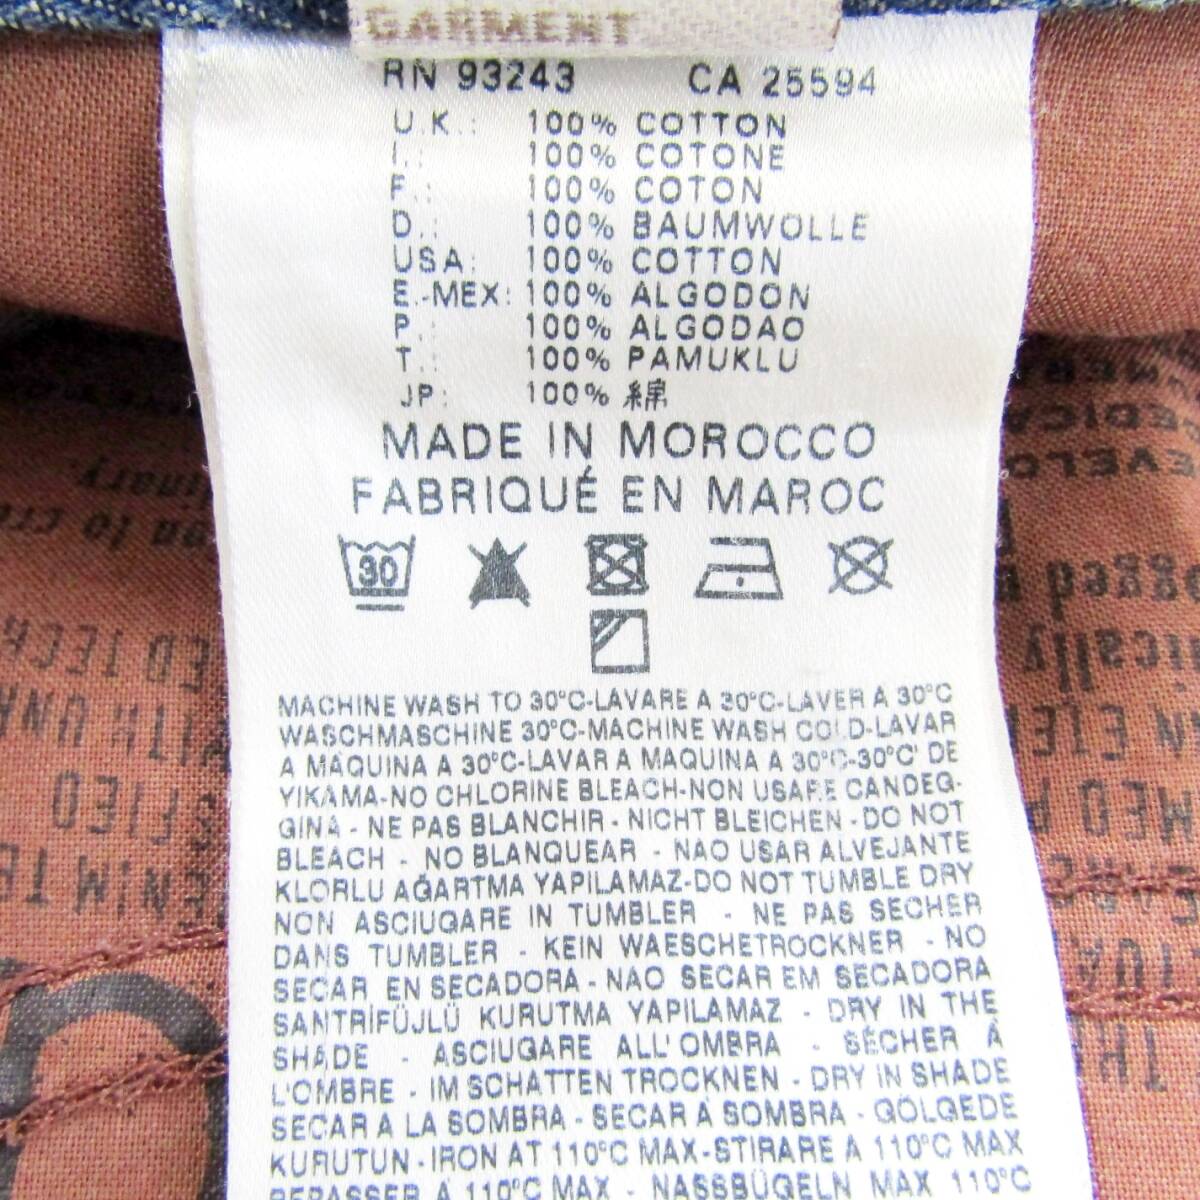 GARMENT
RN 93243 CA 25594
U.K.: 100% COTTON
I.: 100% COTONE
F.: 100% COTON
D.: 100% BAUMWOLLE
USA: 100% COTTON
E.-MEX: 100% ALGODON
P.: 100% ALGODAO
T.: 100% PAMUKLU
JP: 100% 綿
MADE IN MOROCCO
FABRIQUÉ EN MAROC
30
MACHINE WASH TO 30°C-LAVARE A 30°C-LAVER A 30°C
WASCHMASCHINE 30°C-MACHINE WASH COLD-LAVAR
A MAQUINA A 30°C-LAVAR A MAQUINA A 30°C-30°C' DE
YIKAMA-NO CHLORINE BLEACH-NON USARE CANDEG-
GINA - NE PAS BLANCHIR - NICHT BLEICHEN - DO NOT
BLEACH - NO BLANQUEAR - NAO USAR ALVEJANTE
KLORLU AĞARTMA YAPILAMAZ-DO NOT TUMBLE DRY
NON ASCIUGARE IN TUMBLER - NE PAS SECHER
DANS TUMBLER - KEIN WAESCHETROCKNER - NO
SECAR EN SECADORA - NAO SECAR EM SECADORA
SANTRİFÜJLÜ KURUTMA YAPILAMAZ - DRY IN THE
SHADE - ASCIUGARE ALL'OMBRA - SÉCHER À
L'OMBRE - IM SCHATTEN TROCKNEN - DRY IN SHADE
SECAR A LA SOMBRA - SECAR À SOMBRA - GÖLGEDE
KURUTUN - IRON AT 110°C MAX-STIRARE A 110°C MAX
REPASSER A 110°C MAX - NASSBÜGELN MAX 110°C